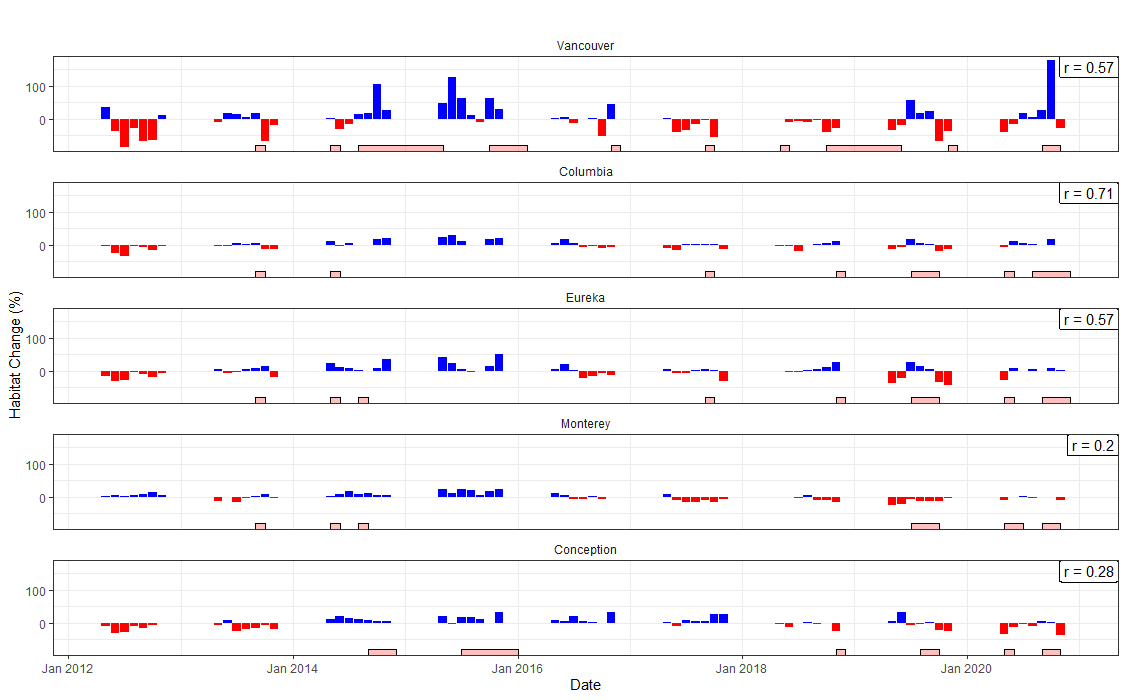 Vancouver
r = 0.57
100
0
Columbia
r = 0.71
100
0
Eureka
r = 0.57
100
0
Habitat Change (%)
Monterey
r = 0.2
100
0
Conception
r = 0.28
100
0
Jan 2012 Jan 2014 Jan 2016 Jan 2018 Jan 2020
Date